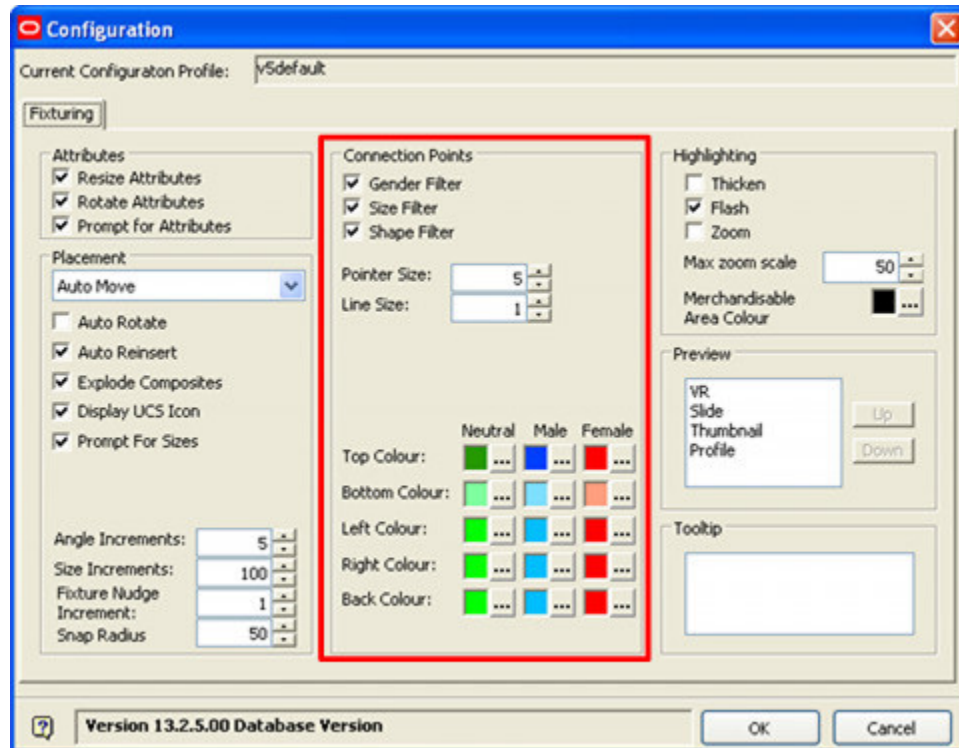 Configuration
Current Configuraton Profile: v5default
Fixturing
Attributes
Resize Attributes
Rotate Attributes
Prompt for Attributes
Placement
Auto Move
Auto Rotate
Auto Reinsert
Explode Composites
Display UCS Icon
Prompt For Sizes
Angle Increments: 5
Size Increments: 100
Fixture Nudge
Increment: 1
Snap Radius 50
Connection Points
Gender Filter
Size Filter
Shape Filter
Pointer Size: 5
Line Size: 1
Neutral Male Female
Top Colour: ... ... ...
Bottom Colour: ... ... ...
Left Colour: ... ... ...
Right Colour: ... ... ...
Back Colour: ... ... ...
Highlighting
Thicken
Flash
Zoom
Max zoom scale 50
Merchandisable
Area Colour ...
Preview
VR
Slide
Thumbnail
Profile
Up
Down
Tooltip
Version 13.2.5.00 Database Version
OK Cancel